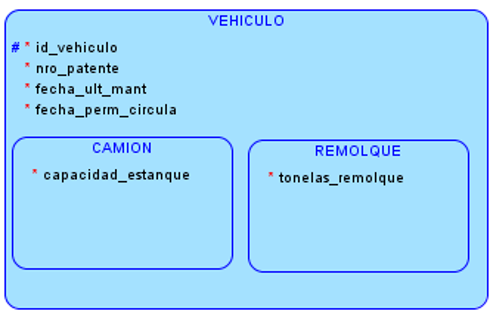 VEHICULO
# * id_vehiculo
* nro_patente
* fecha_ult_mant
* fecha_perm_circula
CAMION
* capacidad_estanque
REMOLQUE
* tonelas_remolque